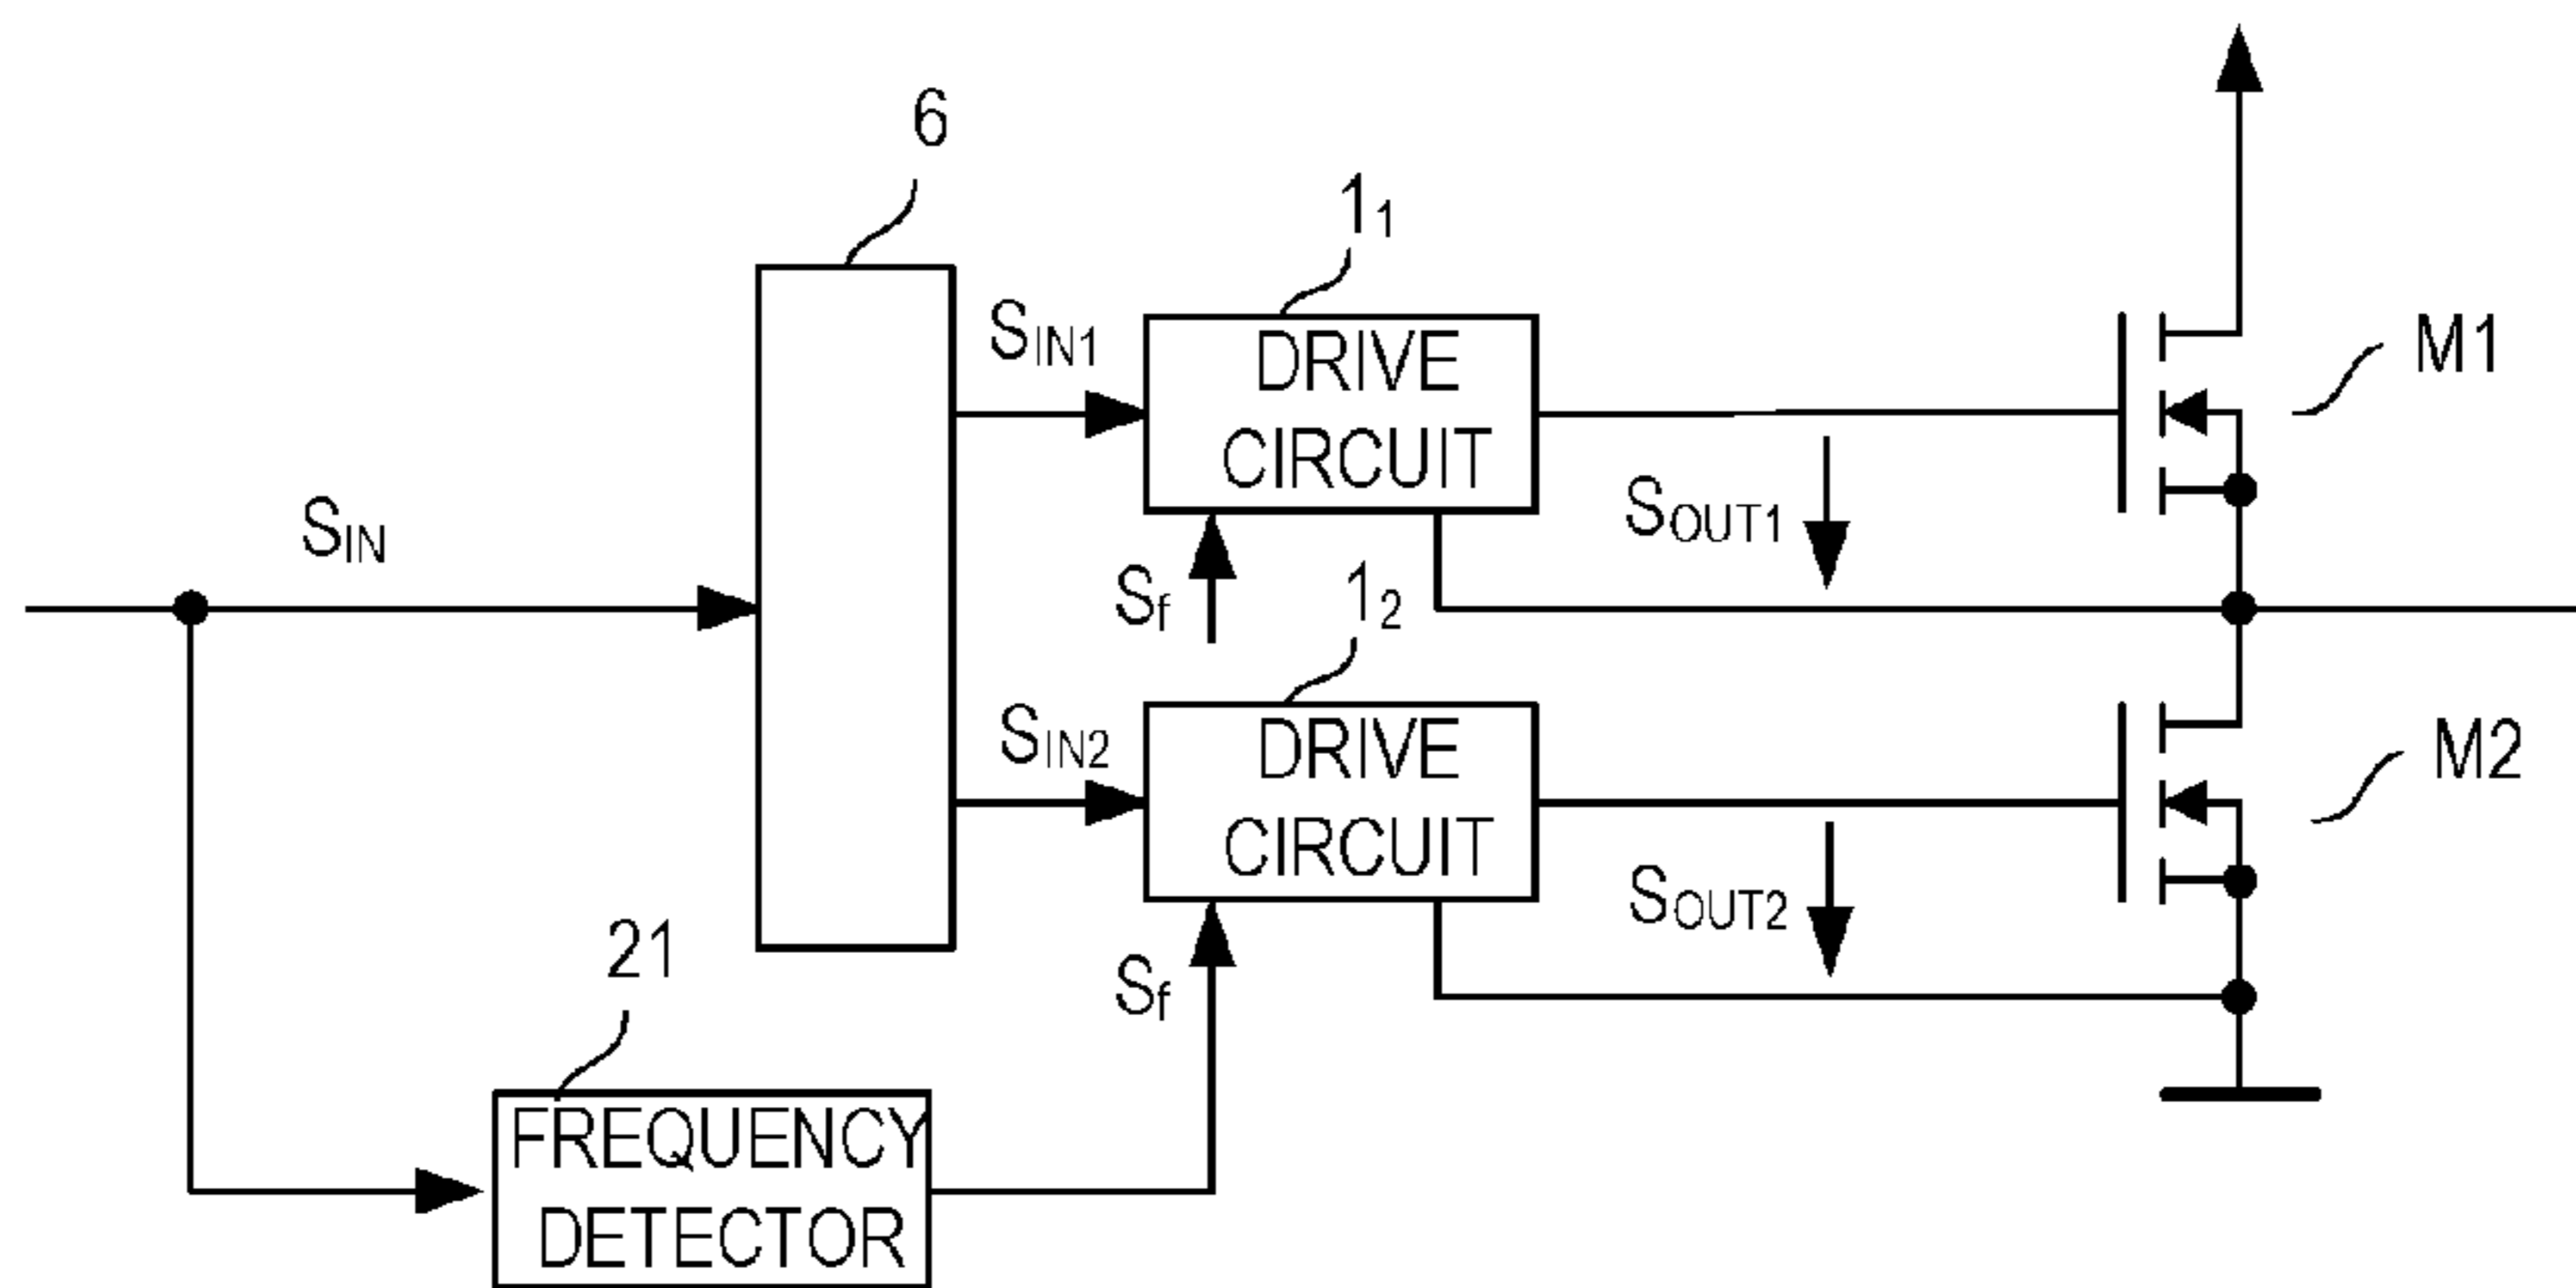 6
1₁
S_IN1
DRIVE
CIRCUIT
M1
S_IN
S_OUT1
S_f
1₂
S_IN2
DRIVE
CIRCUIT
M2
S_OUT2
21
S_f
FREQUENCY
DETECTOR